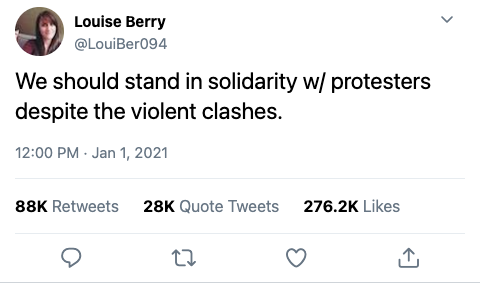 Louise Berry
@LouiBer094
We should stand in solidarity w/ protesters
despite the violent clashes.
12:00 PM · Jan 1, 2021
88K Retweets 28K Quote Tweets 276.2K Likes